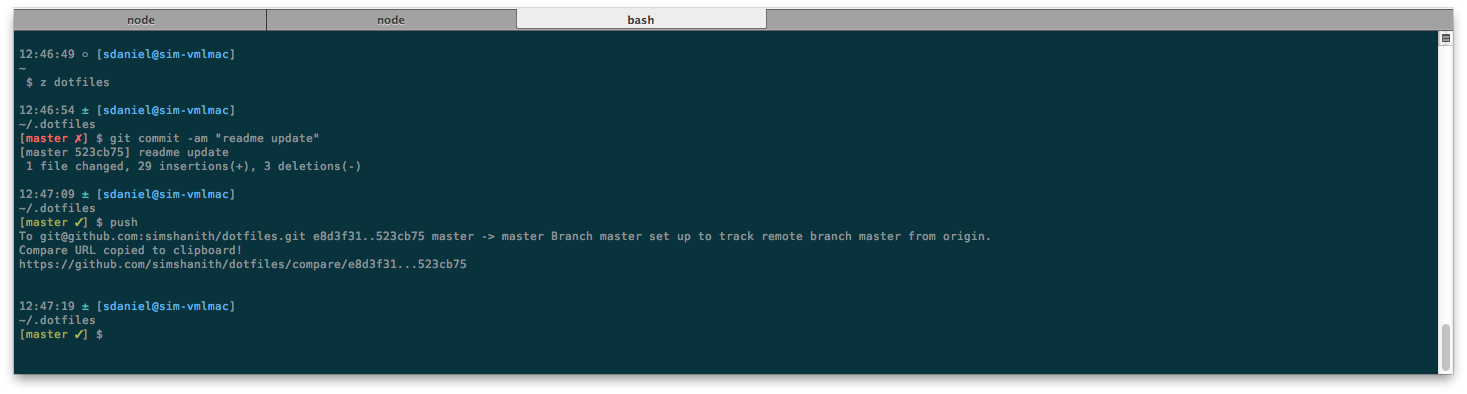 node node bash
12:46:49 ○ [sdaniel@sim-vmlmac]
~
$ z dotfiles
12:46:54 ± [sdaniel@sim-vmlmac]
~/.dotfiles
[master ✗] $ git commit -am "readme update"
[master 523cb75] readme update
1 file changed, 29 insertions(+), 3 deletions(-)
12:47:09 ± [sdaniel@sim-vmlmac]
~/.dotfiles
[master ✓] $ push
To git@github.com:simshanith/dotfiles.git e8d3f31..523cb75 master -> master Branch master set up to track remote branch master from origin.
Compare URL copied to clipboard!
https://github.com/simshanith/dotfiles/compare/e8d3f31...523cb75
12:47:19 ± [sdaniel@sim-vmlmac]
~/.dotfiles
[master ✓] $